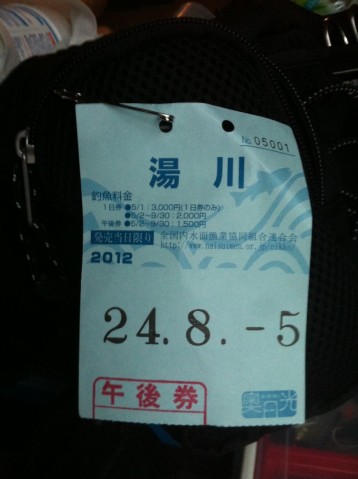 No 05001
湯川
釣魚料金
1日券 ●5/1:3,000円(1日券のみ)
●5/2~9/30:2,000円
午後券 ●5/2~9/30:1,500円
発売当日限り 全国内水面漁業協同組合連合会
2012
24.8.-5
午後券
奥日光